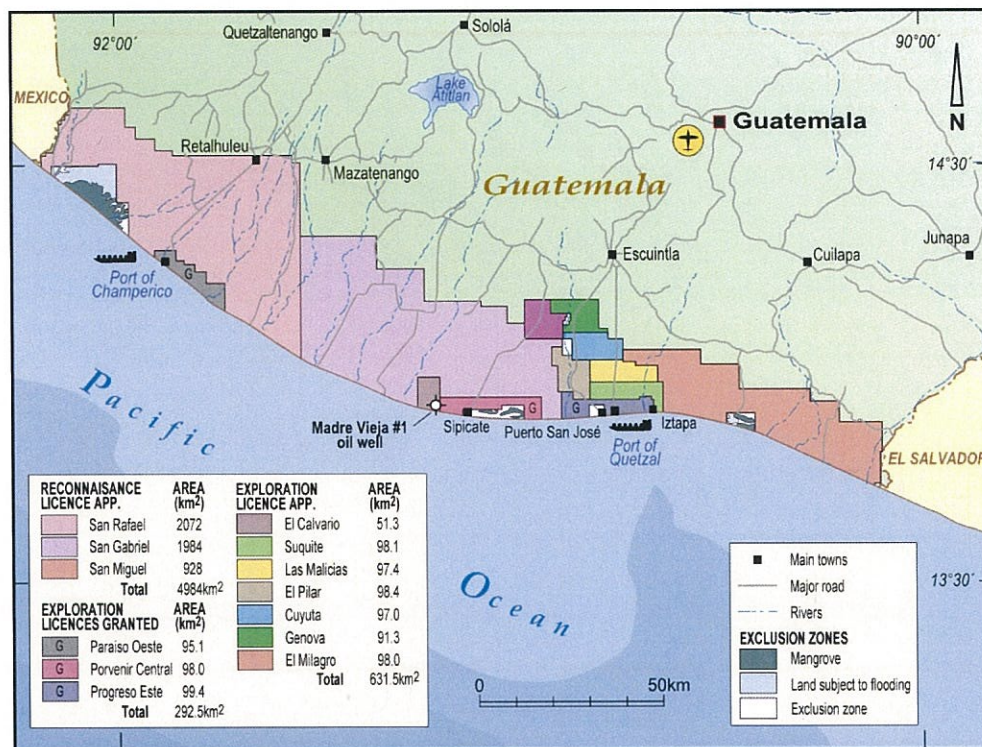 92°00´
90°00´
Quetzaltenango
Sololá
MEXICO
Lake
Atitlan
Guatemala
N
Retalhuleu
Mazatenango
14°30´
Guatemala
Escuintla
Cuilapa
Junapa
G
Port of
Champerico
Pacific
Ocean
Madre Vieja #1
oil well
Sipicate
G
Puerto San José
G
Port of
Quetzal
Iztapa
EL SALVADOR
13°30´
RECONNAISANCE
LICENCE APP.
AREA
(km²)
San Rafael 2072
San Gabriel 1984
San Miguel 928
Total 4984km²
EXPLORATION
LICENCES GRANTED
AREA
(km²)
G Paraiso Oeste 95.1
G Porvenir Central 98.0
G Progreso Este 99.4
Total 292.5km²
EXPLORATION
LICENCE APP.
AREA
(km²)
El Calvario 51.3
Suquite 98.1
Las Malicias 97.4
El Pilar 98.4
Cuyuta 97.0
Genova 91.3
El Milagro 98.0
Total 631.5km²
0 50km
Main towns
Major road
Rivers
EXCLUSION ZONES
Mangrove
Land subject to flooding
Exclusion zone